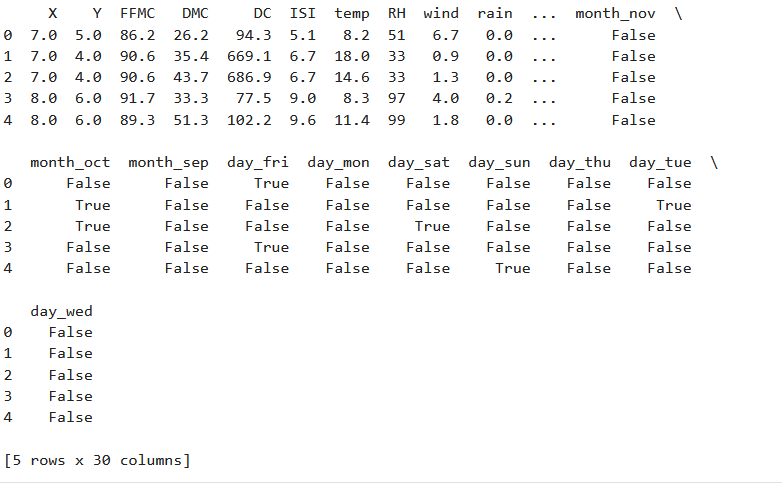 X    Y  FFMC   DMC     DC  ISI  temp  RH  wind  rain  ...  month_nov  \
0  7.0  5.0  86.2  26.2   94.3  5.1   8.2  51   6.7   0.0  ...      False
1  7.0  4.0  90.6  35.4  669.1  6.7  18.0  33   0.9   0.0  ...      False
2  7.0  4.0  90.6  43.7  686.9  6.7  14.6  33   1.3   0.0  ...      False
3  8.0  6.0  91.7  33.3   77.5  9.0   8.3  97   4.0   0.2  ...      False
4  8.0  6.0  89.3  51.3  102.2  9.6  11.4  99   1.8   0.0  ...      False

   month_oct  month_sep  day_fri  day_mon  day_sat  day_sun  day_thu  day_tue  \
0      False      False     True    False    False    False    False    False
1       True      False    False    False    False    False    False     True
2       True      False    False    False     True    False    False    False
3      False      False     True    False    False    False    False    False
4      False      False    False    False    False     True    False    False

   day_wed
0    False
1    False
2    False
3    False
4    False

[5 rows x 30 columns]